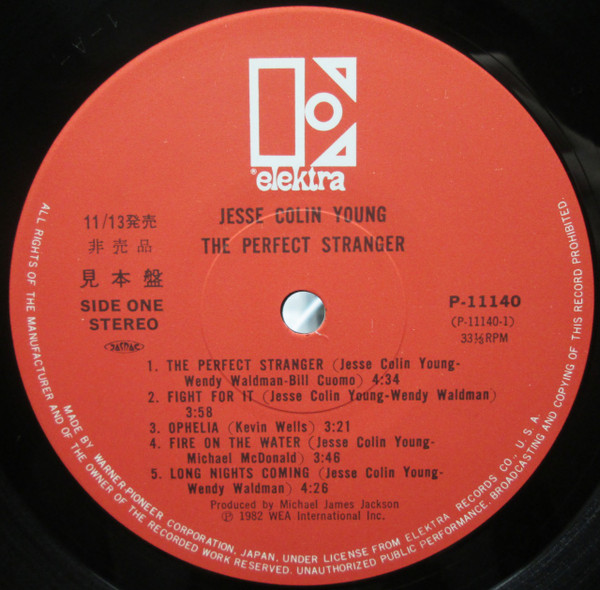 elektra
JESSE COLIN YOUNG
THE PERFECT STRANGER
11/13発売
非売品
見本盤
SIDE ONE
STEREO
JASRAC
P-11140
(P-11140-1)
33⅓RPM
1. THE PERFECT STRANGER (Jesse Colin Young-
Wendy Waldman-Bill Cuomo) 4:34
2. FIGHT FOR IT (Jesse Colin Young-Wendy Waldman)
3:58
3. OPHELIA (Kevin Wells) 3:21
4. FIRE ON THE WATER (Jesse Colin Young-
Michael McDonald) 3:46
5. LONG NIGHTS COMING (Jesse Colin Young-
Wendy Waldman) 4:26
Produced by Michael James Jackson
Ⓟ 1982 WEA International Inc.
ALL RIGHTS OF THE MANUFACTURER AND OF THE OWNER OF THE RECORDED WORK RESERVED. UNAUTHORIZED PUBLIC PERFORMANCE, BROADCASTING AND COPYING OF THIS RECORD PROHIBITED.
MADE BY WARNER-PIONEER CORPORATION, JAPAN, UNDER LICENSE FROM ELEKTRA RECORDS CO., U.S.A.